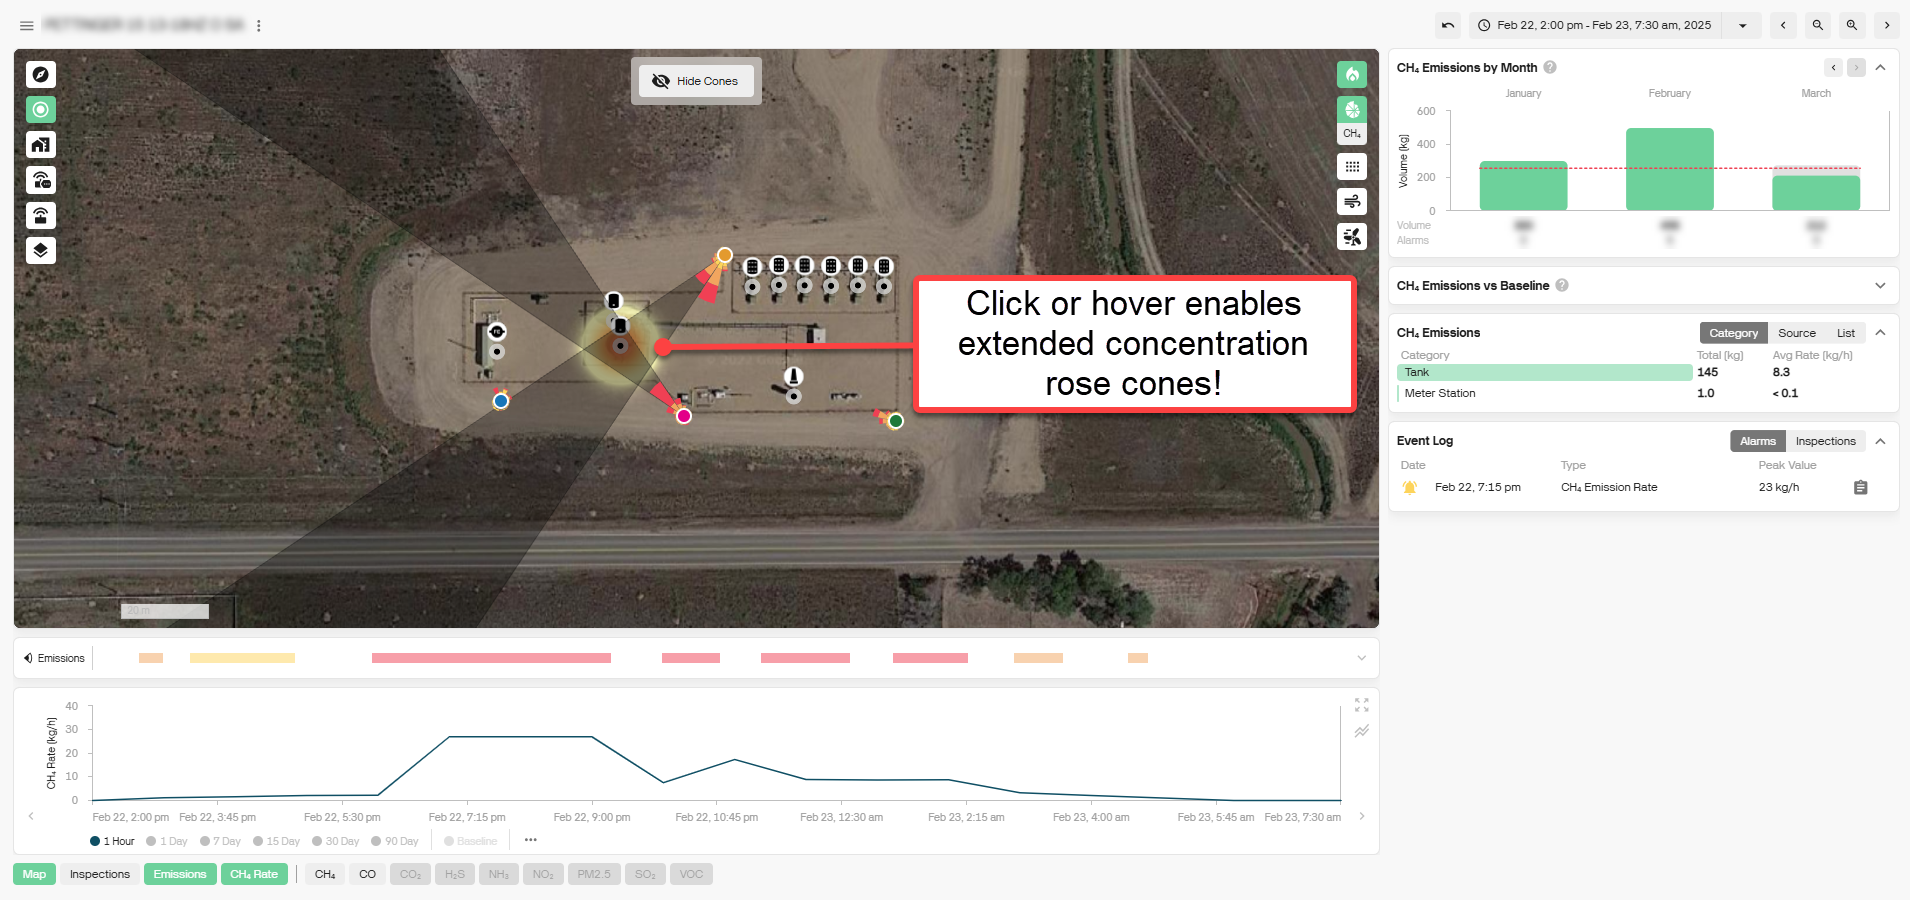 Feb 22, 2:00 pm - Feb 23, 7:30 am, 2025
Hide Cones
CH₄
Click or hover enables
extended concentration
rose cones!
20 m
CH₄ Emissions by Month
January February March
Volume (kg)
600
400
200
0
Volume
Alarms
CH₄ Emissions vs Baseline
CH₄ Emissions
Category Source List
Category Total (kg) Avg Rate (kg/h)
Tank 145 8.3
Meter Station 1.0 < 0.1
Event Log
Alarms Inspections
Date Type Peak Value
Feb 22, 7:15 pm CH₄ Emission Rate 23 kg/h
Emissions
CH₄ Rate (kg/h)
40
30
20
10
0
Feb 22, 2:00 pm Feb 22, 3:45 pm Feb 22, 5:30 pm Feb 22, 7:15 pm Feb 22, 9:00 pm Feb 22, 10:45 pm Feb 23, 12:30 am Feb 23, 2:15 am Feb 23, 4:00 am Feb 23, 5:45 am Feb 23, 7:30 am
1 Hour 1 Day 7 Day 15 Day 30 Day 90 Day Baseline
Map Inspections Emissions CH₄ Rate CH₄ CO CO₂ H₂S NH₃ NO₂ PM2.5 SO₂ VOC